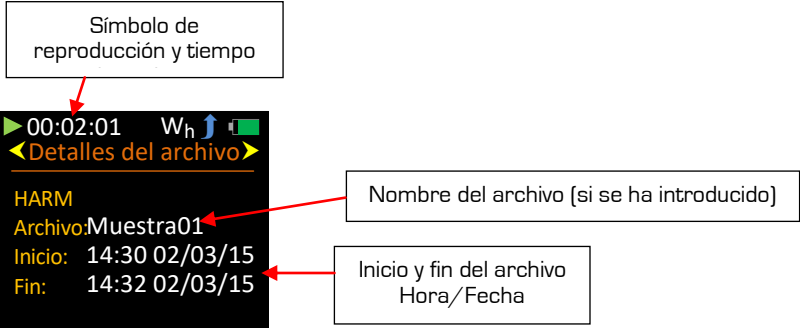 Símbolo de
reproducción y tiempo
00:02:01 Wh
Detalles del archivo
HARM
Archivo:Muestra01
Inicio: 14:30 02/03/15
Fin: 14:32 02/03/15
Nombre del archivo (si se ha introducido)
Inicio y fin del archivo
Hora/Fecha